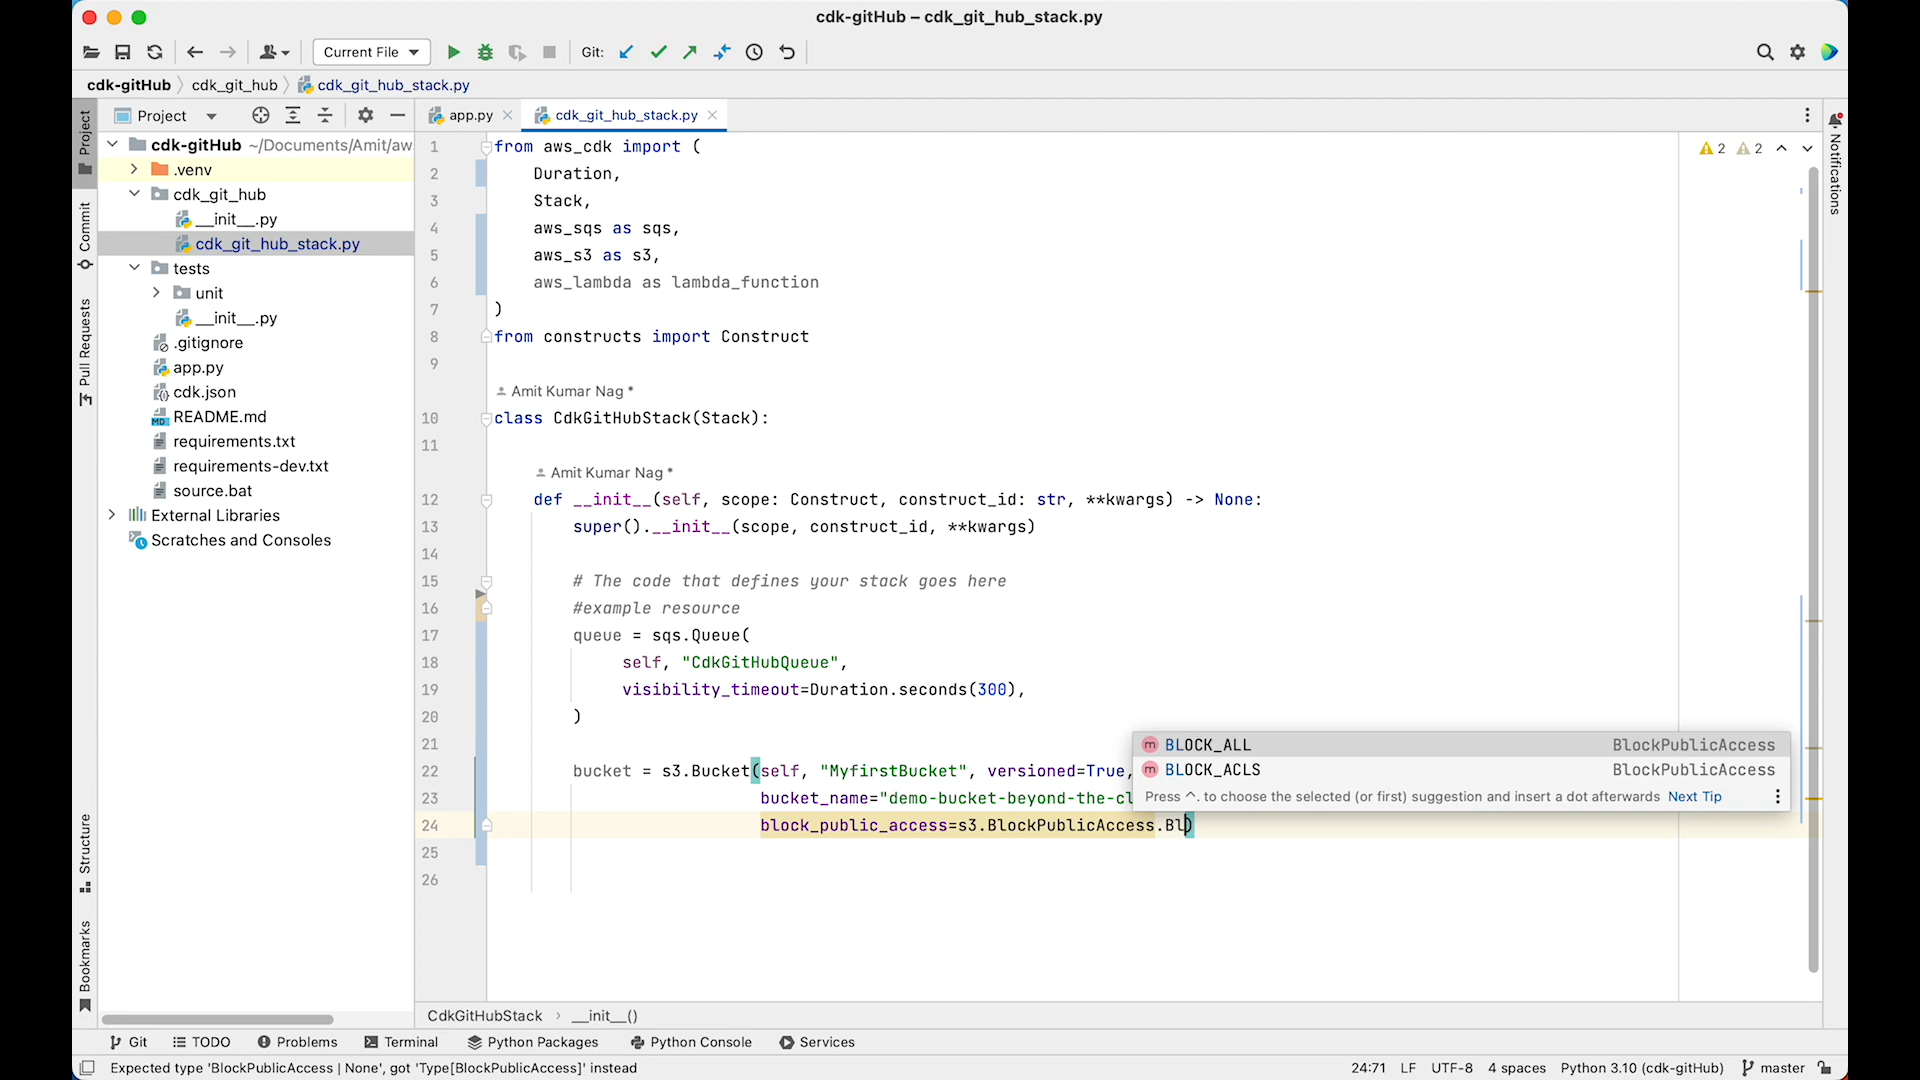 cdk-gitHub – cdk_git_hub_stack.py
Current File
Git:
cdk-gitHub
cdk_git_hub
cdk_git_hub_stack.py
Project
app.py
cdk_git_hub_stack.py
Project
Commit
Pull Requests
Structure
Bookmarks
Notifications
cdk-gitHub ~/Documents/Amit/aw
.venv
cdk_git_hub
__init__.py
cdk_git_hub_stack.py
tests
unit
__init__.py
.gitignore
app.py
cdk.json
README.md
requirements.txt
requirements-dev.txt
source.bat
External Libraries
Scratches and Consoles
2 2
1 from aws_cdk import (
2 Duration,
3 Stack,
4 aws_sqs as sqs,
5 aws_s3 as s3,
6 aws_lambda as lambda_function
7 )
8 from constructs import Construct
9
Amit Kumar Nag *
10 class CdkGitHubStack(Stack):
11
Amit Kumar Nag *
12 def __init__(self, scope: Construct, construct_id: str, **kwargs) -> None:
13 super().__init__(scope, construct_id, **kwargs)
14
15 # The code that defines your stack goes here
16 #example resource
17 queue = sqs.Queue(
18 self, "CdkGitHubQueue",
19 visibility_timeout=Duration.seconds(300),
20 )
21
22 bucket = s3.Bucket(self, "MyfirstBucket", versioned=True,
23 bucket_name="demo-bucket-beyond-the-cl
24 block_public_access=s3.BlockPublicAccess.Bl)
25
26
m BLOCK_ALL BlockPublicAccess
m BLOCK_ACLS BlockPublicAccess
Press ^. to choose the selected (or first) suggestion and insert a dot afterwards Next Tip
CdkGitHubStack › __init__()
Git
TODO
Problems
Terminal
Python Packages
Python Console
Services
Expected type 'BlockPublicAccess | None', got 'Type[BlockPublicAccess]' instead
24:71 LF UTF-8 4 spaces Python 3.10 (cdk-gitHub) master